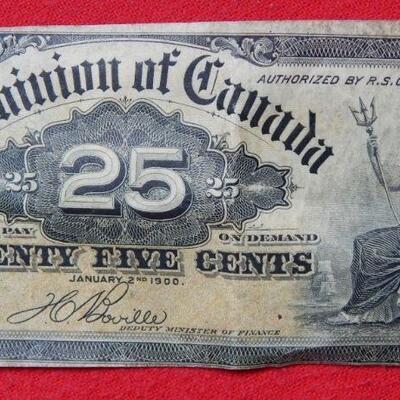 minion of Canada
AUTHORIZED BY R.S.C
25 25 25
PAY ON DEMAND
ENTY FIVE CENTS
JANUARY 2ND 1900.
J C Boville
DEPUTY MINISTER OF FINANCE